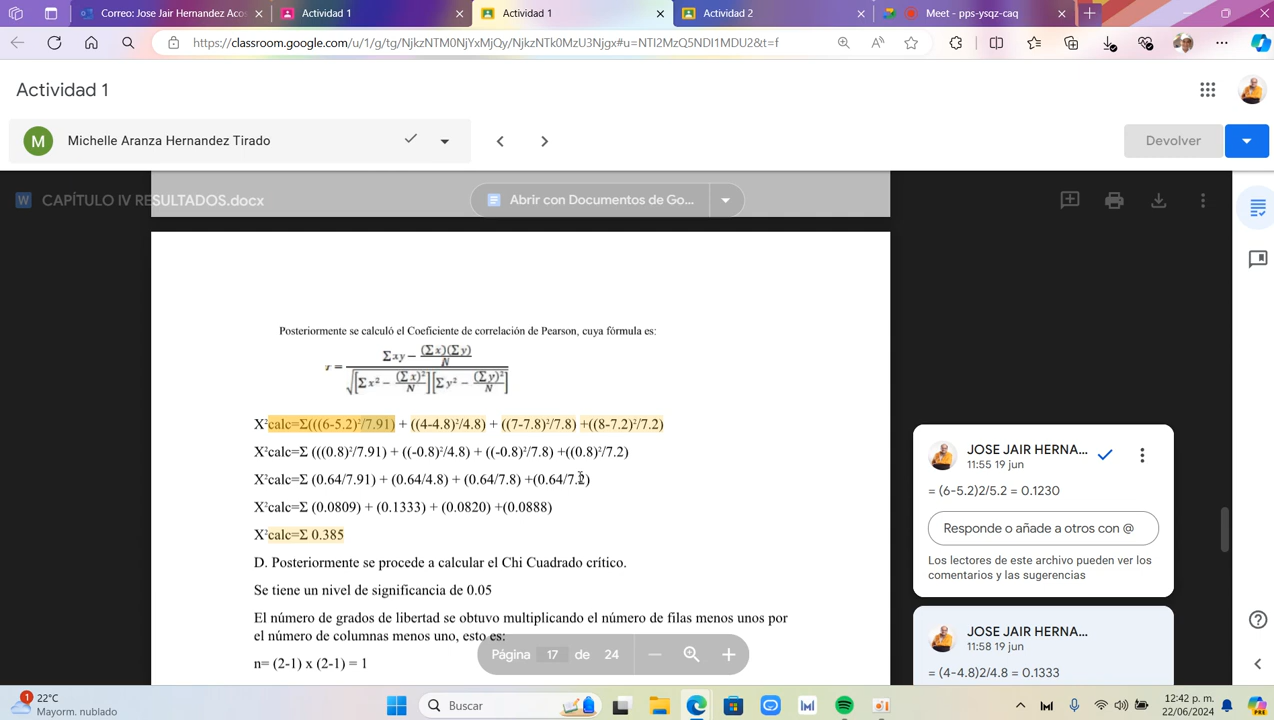 Correo: Jose Jair Hernandez Acos
Actividad 1
Actividad 1
Actividad 2
Meet - pps-ysqz-caq
https://classroom.google.com/u/1/g/tg/NjkzNTM0NjYxMjQy/NjkzNTk0MzU3Njgx#u=NTI2MzQ5NDI1MDU2&t=f
Actividad 1
M Michelle Aranza Hernandez Tirado
Devolver
W CAPÍTULO IV RESULTADOS.docx
Abrir con Documentos de Go...
Posteriormente se calculó el Coeficiente de correlación de Pearson, cuya fórmula es:
r = (Σxy − (Σx)(Σy)/N) / √[Σx² − (Σx)²/N][Σy² − (Σy)²/N]
X²calc=Σ(((6-5.2)²/7.91) + ((4-4.8)²/4.8) + ((7-7.8)²/7.8) +((8-7.2)²/7.2)
X²calc=Σ (((0.8)²/7.91) + ((-0.8)²/4.8) + ((-0.8)²/7.8) +((0.8)²/7.2)
X²calc=Σ (0.64/7.91) + (0.64/4.8) + (0.64/7.8) +(0.64/7.2)
X²calc=Σ (0.0809) + (0.1333) + (0.0820) +(0.0888)
X²calc=Σ 0.385
D. Posteriormente se procede a calcular el Chi Cuadrado crítico.
Se tiene un nivel de significancia de 0.05
El número de grados de libertad se obtuvo multiplicando el número de filas menos unos por
el número de columnas menos uno, esto es:
n= (2-1) x (2-1) = 1
Página 17 de 24
JOSE JAIR HERNA...
11:55 19 jun
= (6-5.2)2/5.2 = 0.1230
Responde o añade a otros con @
Los lectores de este archivo pueden ver los
comentarios y las sugerencias
JOSE JAIR HERNA...
11:58 19 jun
= (4-4.8)2/4.8 = 0.1333
1
22°C
Mayorm. nublado
Buscar
12:42 p. m.
22/06/2024